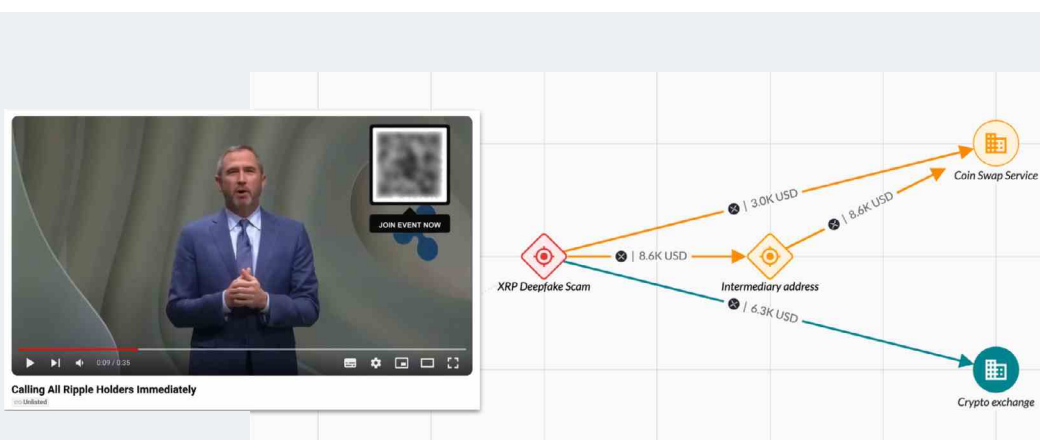 JOIN EVENT NOW
0:09 / 0:35
Calling All Ripple Holders Immediately
Unlisted
XRP Deepfake Scam
| 3.0K USD
| 8.6K USD
Intermediary address
| 8.6K USD
| 6.3K USD
Coin Swap Service
Crypto exchange